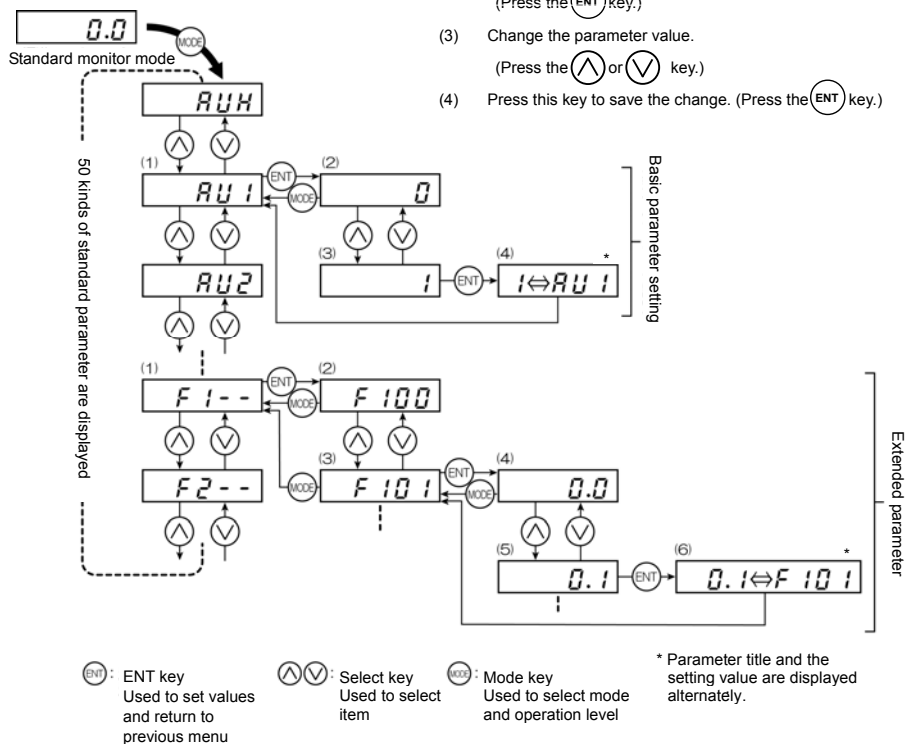 (Press the ENT key.)
(3) Change the parameter value.
(Press the or key.)
(4) Press this key to save the change. (Press the ENT key.)
0.0
MODE
Standard monitor mode
AUH
50 kinds of standard parameter are displayed
(1)
AU1
ENT
MODE
(2)
0
(3)
1
ENT
(4)
*
1⇔AU1
AU2
Basic parameter setting
(1)
F1--
ENT
MODE
(2)
F100
(3)
F101
MODE
F2--
ENT
MODE
(4)
0.0
(5)
0.1
ENT
(6)
*
0.1⇔F101
Extended parameter
ENT : ENT key
Used to set values
and return to
previous menu
: Select key
Used to select
item
MODE : Mode key
Used to select mode
and operation level
* Parameter title and the
setting value are displayed
alternately.